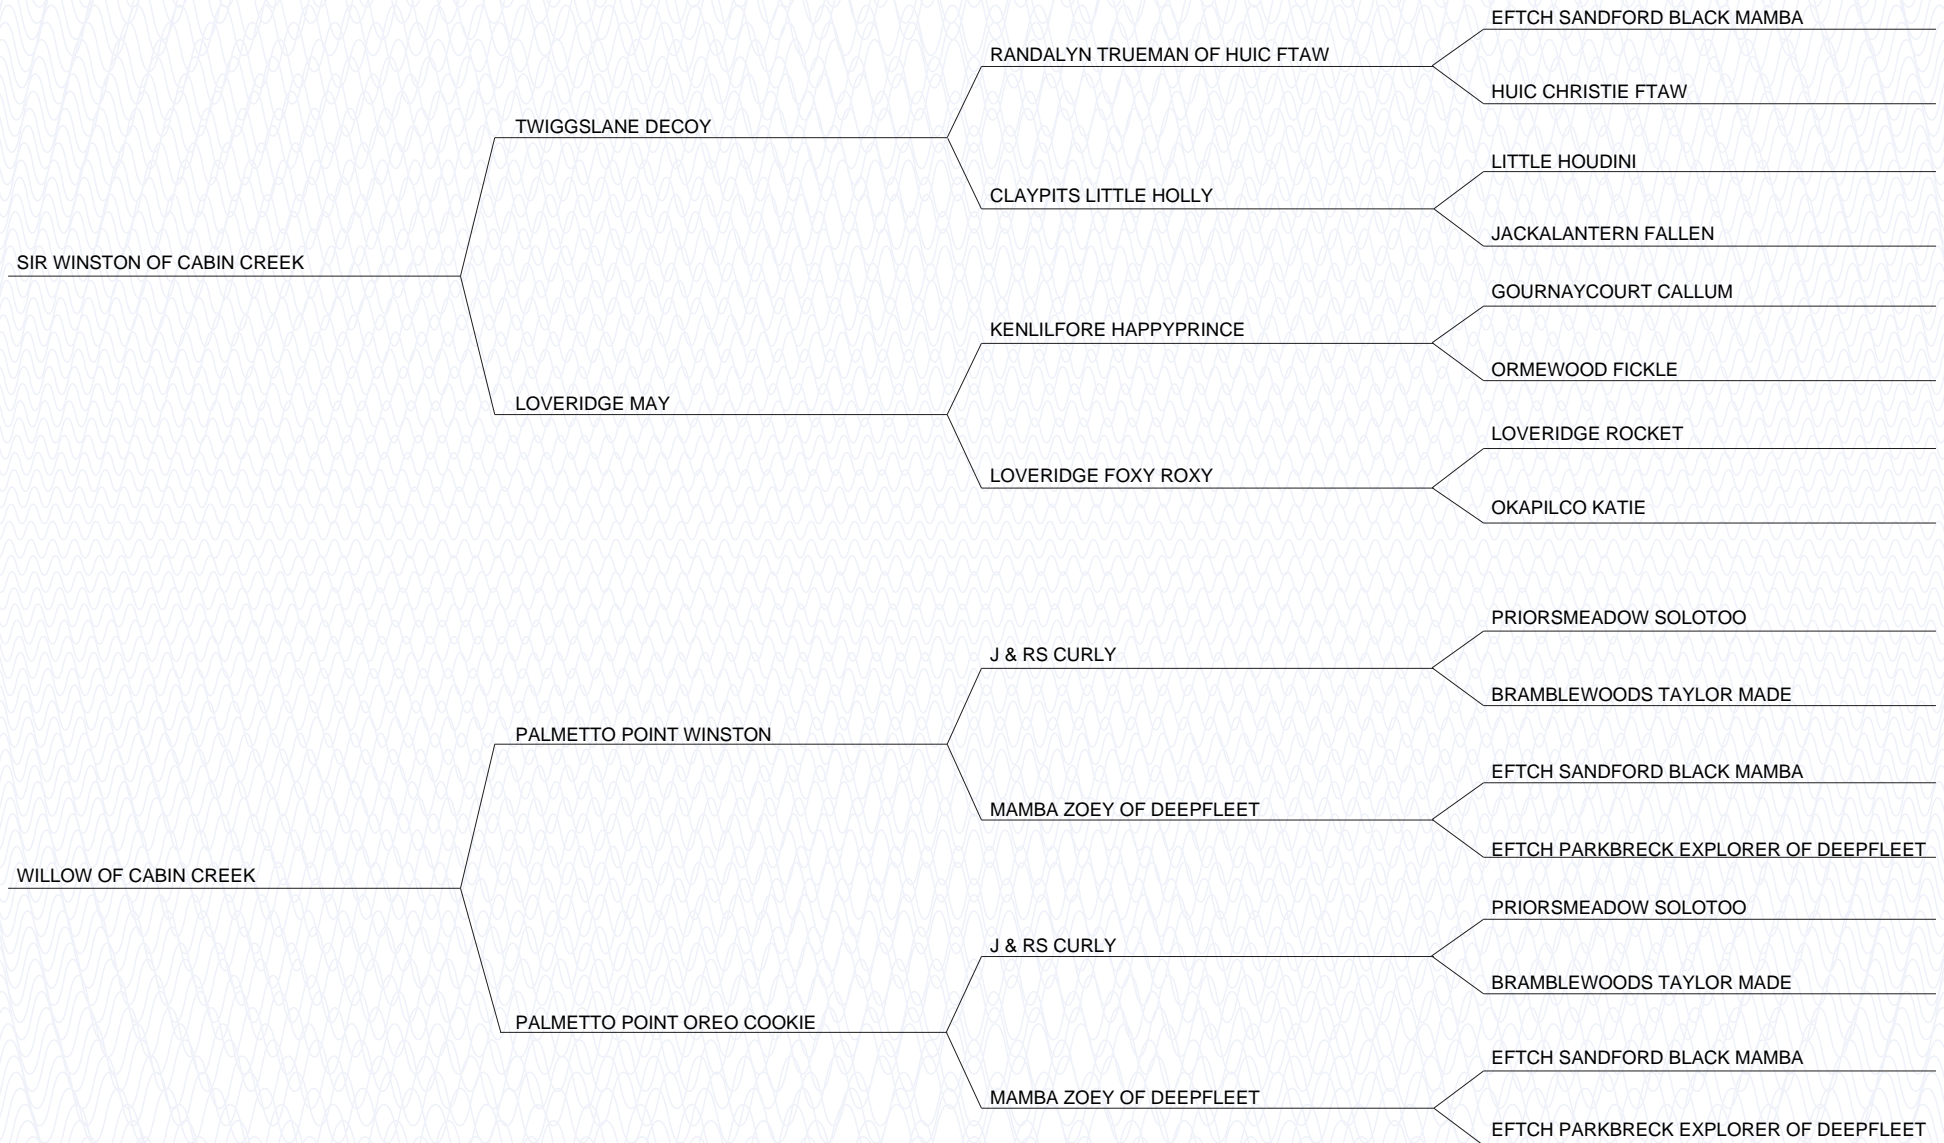 EFTCH SANDFORD BLACK MAMBA
RANDALYN TRUEMAN OF HUIC FTAW
HUIC CHRISTIE FTAW
TWIGGSLANE DECOY
LITTLE HOUDINI
CLAYPITS LITTLE HOLLY
JACKALANTERN FALLEN
SIR WINSTON OF CABIN CREEK
GOURNAYCOURT CALLUM
KENLILFORE HAPPYPRINCE
ORMEWOOD FICKLE
LOVERIDGE MAY
LOVERIDGE ROCKET
LOVERIDGE FOXY ROXY
OKAPILCO KATIE
PRIORSMEADOW SOLOTOO
J & RS CURLY
BRAMBLEWOODS TAYLOR MADE
PALMETTO POINT WINSTON
EFTCH SANDFORD BLACK MAMBA
MAMBA ZOEY OF DEEPFLEET
EFTCH PARKBRECK EXPLORER OF DEEPFLEET
WILLOW OF CABIN CREEK
PRIORSMEADOW SOLOTOO
J & RS CURLY
BRAMBLEWOODS TAYLOR MADE
PALMETTO POINT OREO COOKIE
EFTCH SANDFORD BLACK MAMBA
MAMBA ZOEY OF DEEPFLEET
EFTCH PARKBRECK EXPLORER OF DEEPFLEET